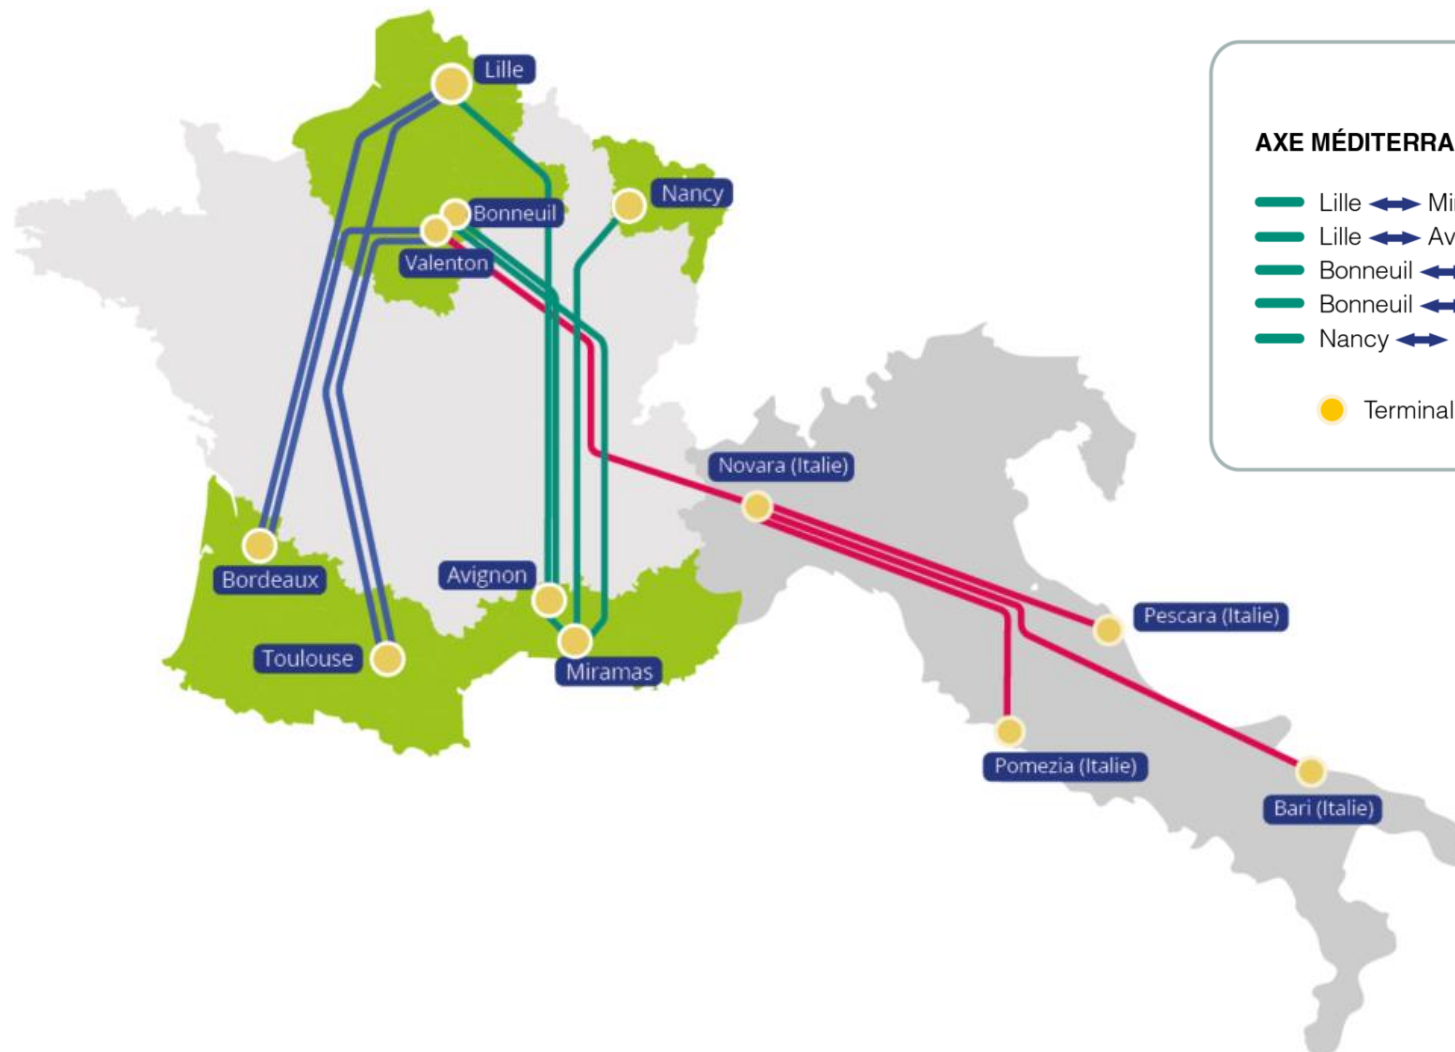 Lille
Nancy
Bonneuil
Valenton
Novara (Italie)
Avignon
Bordeaux
Pescara (Italie)
Toulouse
Miramas
Pomezia (Italie)
Bari (Italie)
AXE MÉDITERRA
Lille Mi
Lille Av
Bonneuil
Bonneuil
Nancy
Terminal